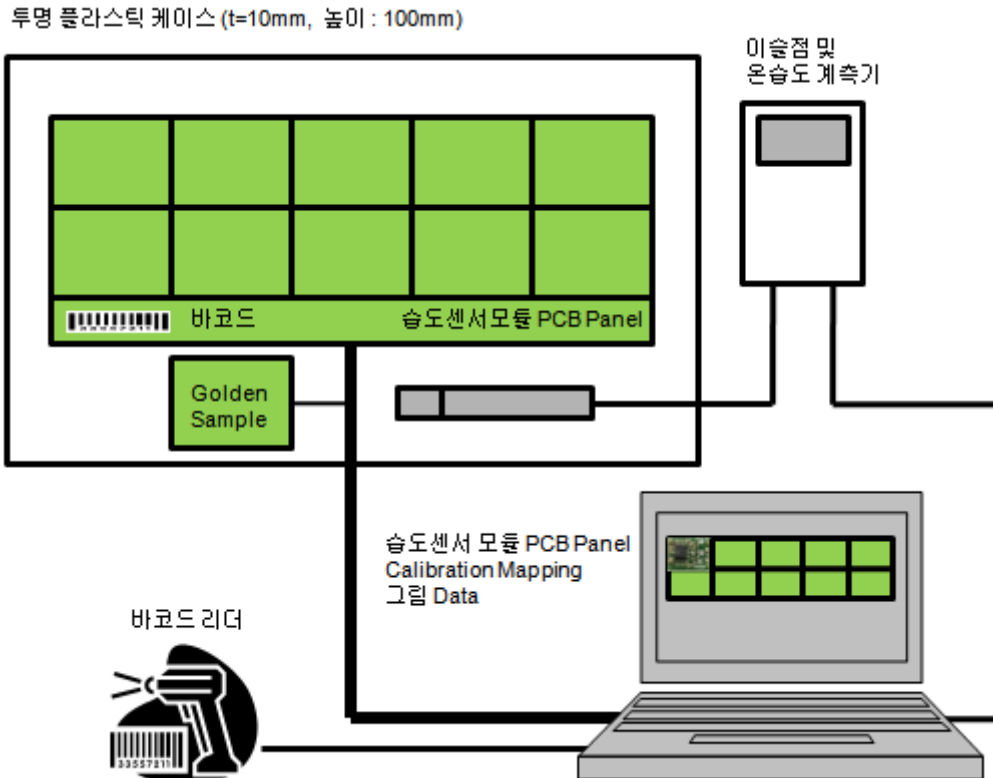 투명 플라스틱 케이스 (t=10mm, 높이 : 100mm)
이슬점 및
온습도 계측기
바코드
습도센서모듈 PCB Panel
Golden
Sample
습도센서 모듈 PCB Panel
Calibration Mapping
그림 Data
바코드 리더
33557211